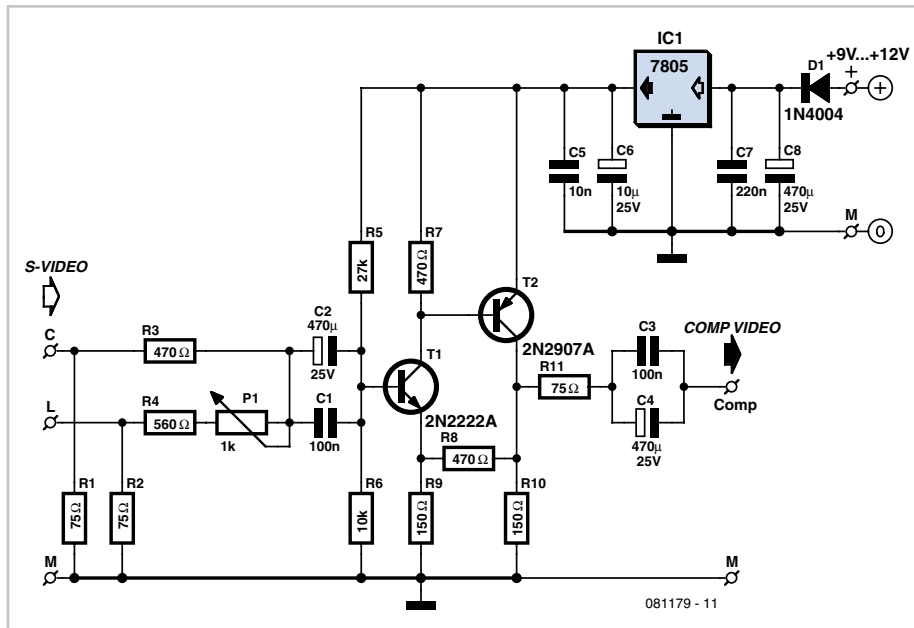 IC1
7805
+9V...+12V
D1
+
1N4004
C5
10n
C6
10µ
25V
C7
220n
C8
470µ
25V
M
0
S-VIDEO
R5
27k
R7
470Ω
T2
2N2907A
C
R3
470Ω
C2
470µ
25V
T1
2N2222A
L
R4
560Ω
P1
1k
C1
100n
R8
470Ω
R11
75Ω
C3
100n
C4
470µ
25V
COMP VIDEO
Comp
R1
75Ω
R2
75Ω
R6
10k
R9
150Ω
R10
150Ω
M
M
081179 - 11